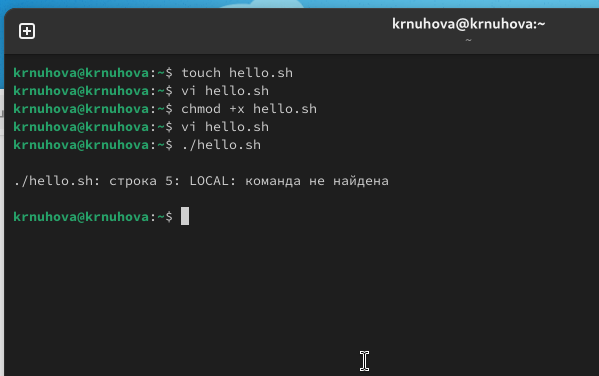 krnuhova@krnuhova:~
~
krnuhova@krnuhova:~$ touch hello.sh
krnuhova@krnuhova:~$ vi hello.sh
krnuhova@krnuhova:~$ chmod +x hello.sh
krnuhova@krnuhova:~$ vi hello.sh
krnuhova@krnuhova:~$ ./hello.sh
./hello.sh: строка 5: LOCAL: команда не найдена
krnuhova@krnuhova:~$